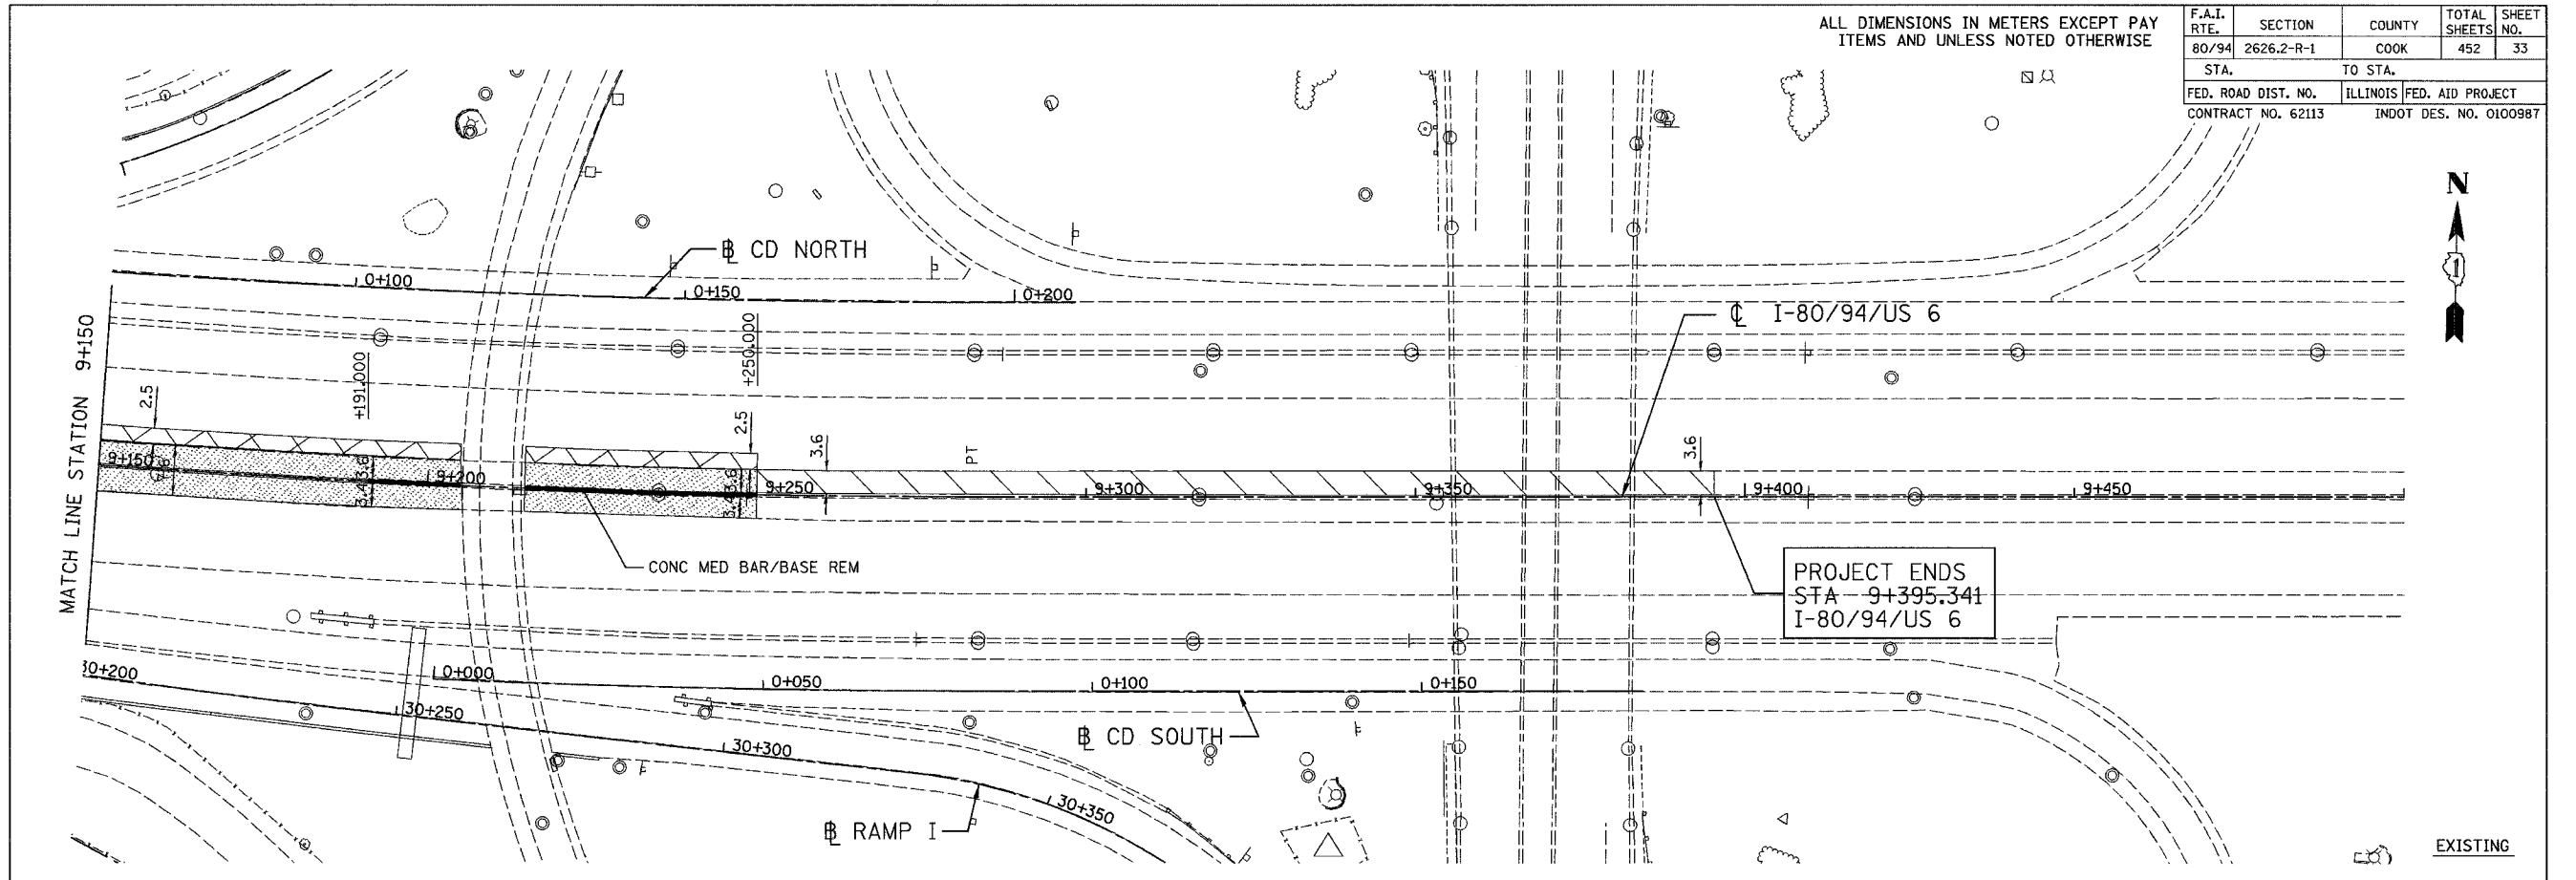 ALL DIMENSIONS IN METERS EXCEPT PAY
ITEMS AND UNLESS NOTED OTHERWISE
F.A.I. RTE. SECTION COUNTY TOTAL SHEETS SHEET NO.
80/94 2626.2-R-1 COOK 452 33
STA. TO STA.
FED. ROAD DIST. NO. ILLINOIS FED. AID PROJECT
CONTRACT NO. 62113 INDOT DES. NO. 0100987
N
1
CD NORTH
0+100
0+150
0+200
I-80/94/US 6
MATCH LINE STATION 9+150
2.5
+191.000
+250.000
2.5
3.6
PT
3.6
9+150
9+200
9+250
9+300
9+350
9+400
9+450
CONC MED BAR/BASE REM
PROJECT ENDS
STA 9+395.341
I-80/94/US 6
30+200
0+000
0+050
0+100
0+150
30+250
30+300
30+350
CD SOUTH
RAMP I
EXISTING